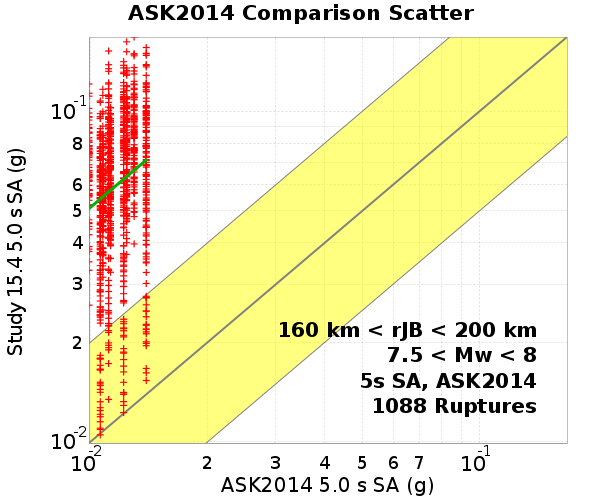 ASK2014 Comparison Scatter
Study 15.4 5.0 s SA (g)
10-1
8
6
5
4
3
2
10-2
160 km < rJB < 200 km
7.5 < Mw < 8
5s SA, ASK2014
1088 Ruptures
10-2 2 3 4 5 6 7 10-1
ASK2014 5.0 s SA (g)